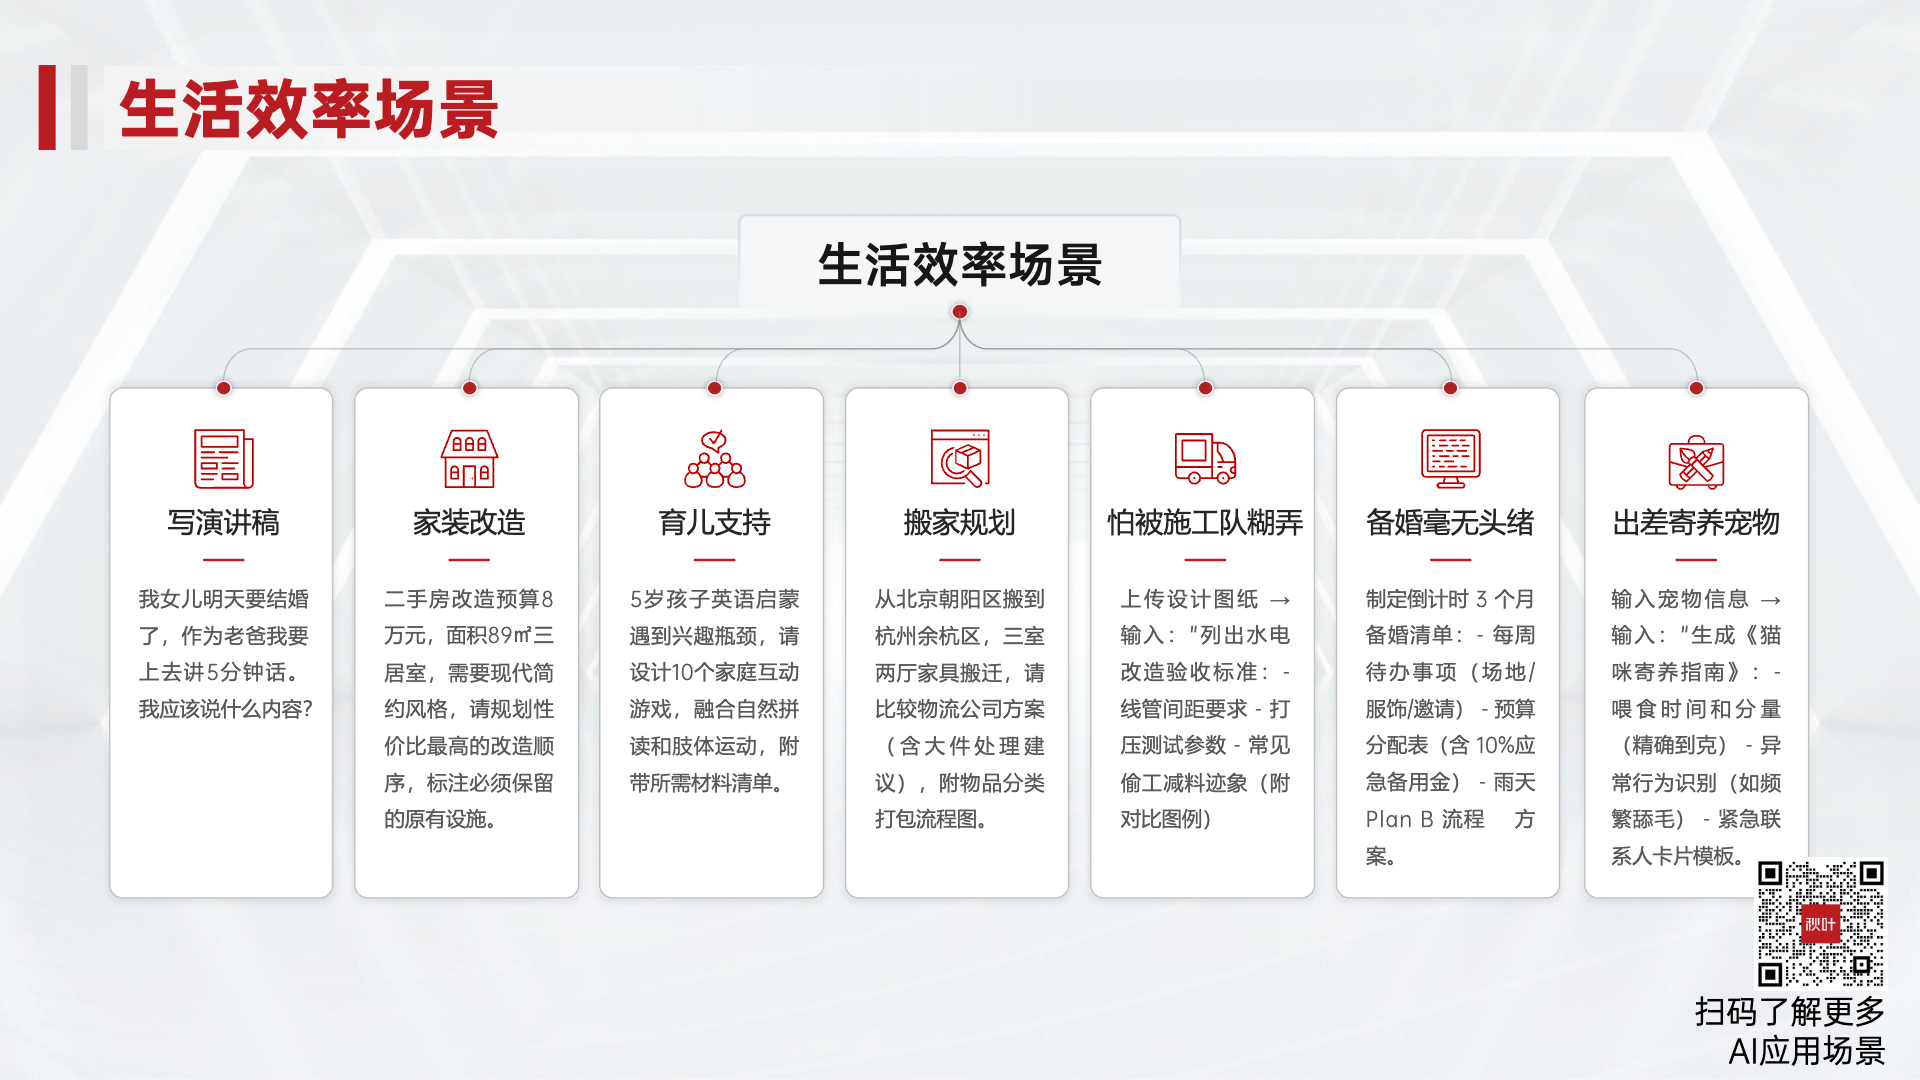 生活效率场景
生活效率场景
写演讲稿
我女儿明天要结婚
了，作为老爸我要
上去讲5分钟话。
我应该说什么内容?
家装改造
二手房改造预算8
万元，面积89㎡三
居室，需要现代简
约风格，请规划性
价比最高的改造顺
序，标注必须保留
的原有设施。
育儿支持
5岁孩子英语启蒙
遇到兴趣瓶颈，请
设计10个家庭互动
游戏，融合自然拼
读和肢体运动，附
带所需材料清单。
搬家规划
从北京朝阳区搬到
杭州余杭区，三室
两厅家具搬迁，请
比较物流公司方案
（含大件处理建
议），附物品分类
打包流程图。
怕被施工队糊弄
上传设计图纸 →
输入："列出水电
改造验收标准：-
线管间距要求 - 打
压测试参数 - 常见
偷工减料迹象（附
对比图例）
备婚毫无头绪
制定倒计时 3 个月
备婚清单：- 每周
待办事项（场地/
服饰/邀请） - 预算
分配表（含 10%应
急备用金） - 雨天
Plan B 流程 方
案。
出差寄养宠物
输入宠物信息 →
输入："生成《猫
咪寄养指南》：-
喂食时间和分量
（精确到克） - 异
常行为识别（如频
繁舔毛） - 紧急联
系人卡片模板。
秋叶
扫码了解更多
AI应用场景